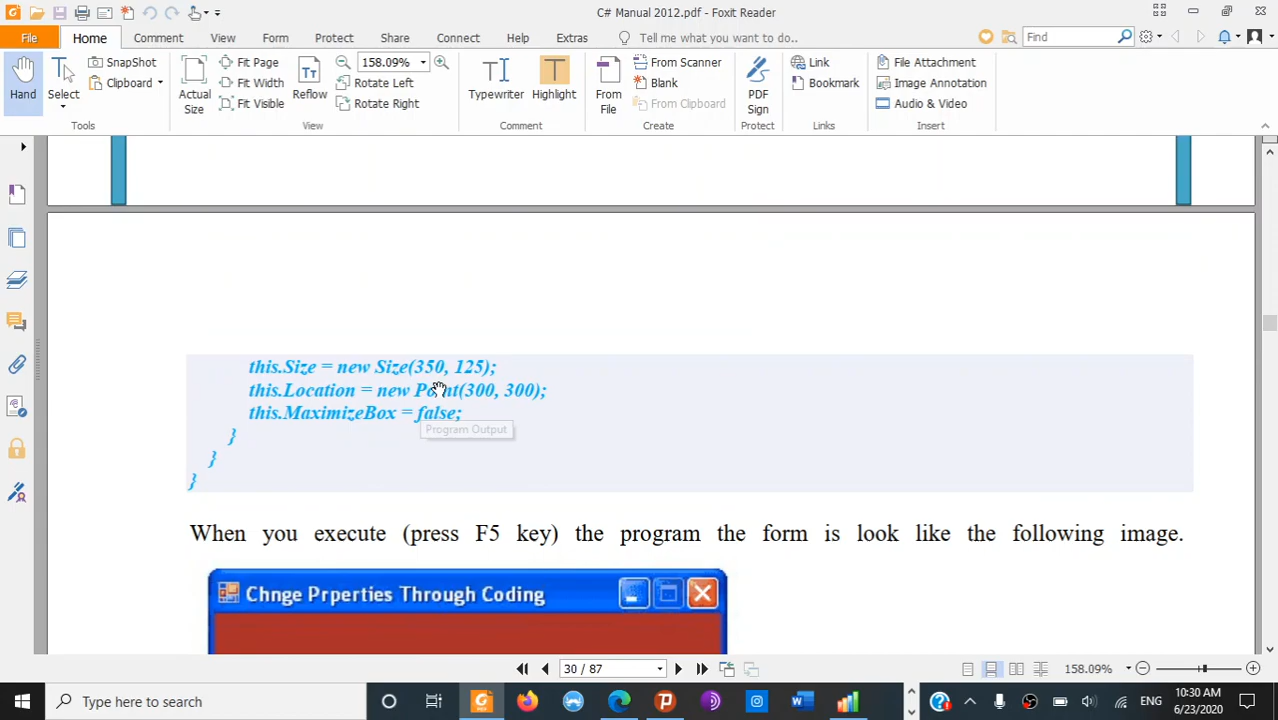 C# Manual 2012.pdf - Foxit Reader
File Home Comment View Form Protect Share Connect Help Extras Tell me what you want to do.. Find
Hand
Select
SnapShot
Clipboard
Tools
Actual Size
Fit Page
Fit Width
Fit Visible
Reflow
158.09%
Rotate Left
Rotate Right
View
Typewriter
Highlight
Comment
From File
From Scanner
Blank
From Clipboard
Create
PDF Sign
Protect
Link
Bookmark
Links
File Attachment
Image Annotation
Audio & Video
Insert
this.Size = new Size(350, 125);
this.Location = new Point(300, 300);
this.MaximizeBox = false;
Program Output
}
}
}
When you execute (press F5 key) the program the form is look like the following image.
Chnge Prperties Through Coding
30 / 87
158.09%
Type here to search
ENG
10:30 AM
6/23/2020